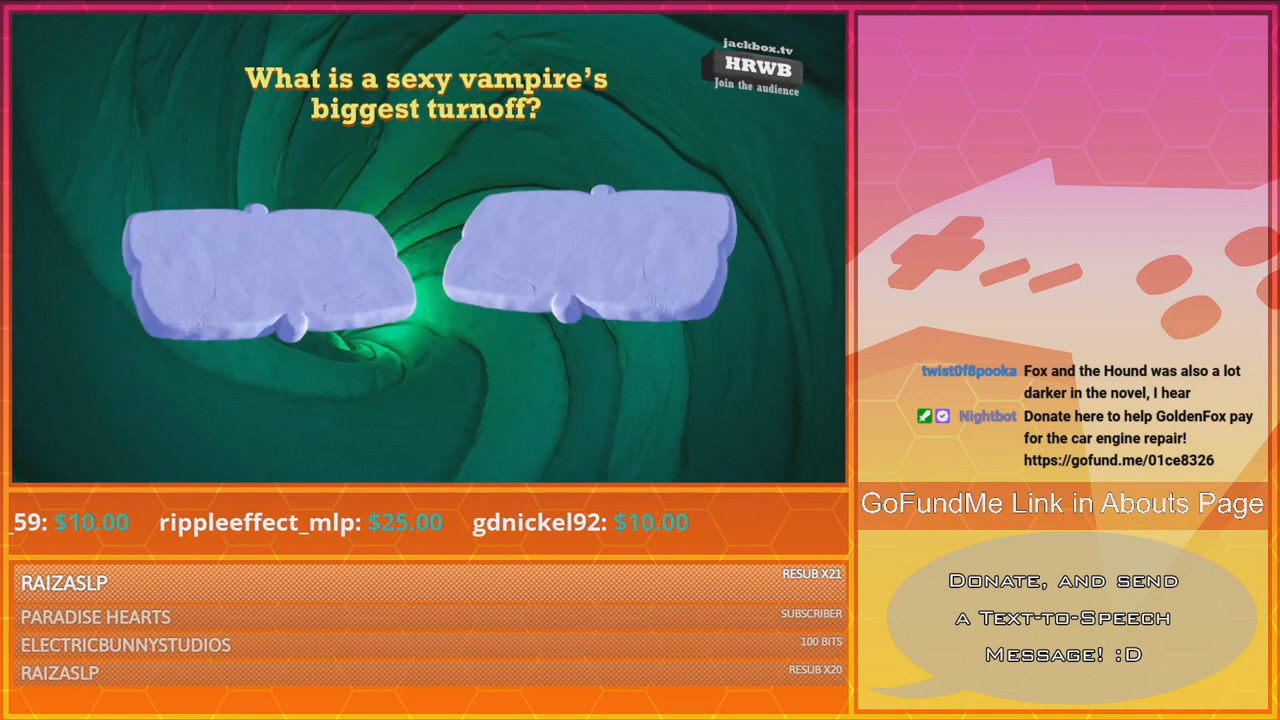 What is a sexy vampire's
biggest turnoff?
jackbox.tv
HRWB
Join the audience
twist0f8pooka Fox and the Hound was also a lot
darker in the novel, I hear
Nightbot Donate here to help GoldenFox pay
for the car engine repair!
https://gofund.me/01ce8326
GoFundMe Link in Abouts Page
_59: $10.00 rippleeffect_mlp: $25.00 gdnickel92: $10.00
RAIZASLP RESUB X21
PARADISE HEARTS SUBSCRIBER
ELECTRICBUNNYSTUDIOS 100 BITS
RAIZASLP RESUB X20
Donate, and send
a Text-to-Speech
Message! :D